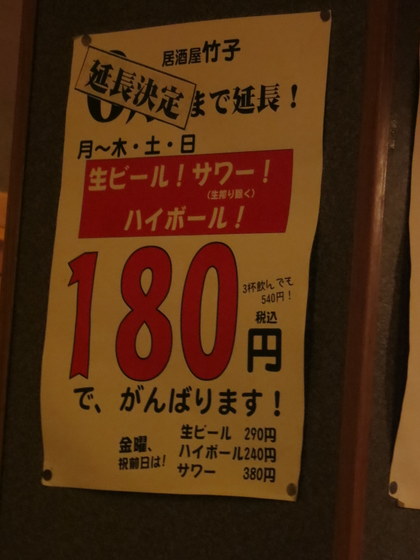 居酒屋 竹子
延長決定
まで延長！
月〜木・土・日
生ビール！サワー！
（生搾り除く）
ハイボール！
3杯飲んでも
540円！
税込
180円
で、がんばります！
金曜、
祝前日は！
生ビール 290円
ハイボール240円
サワー 380円